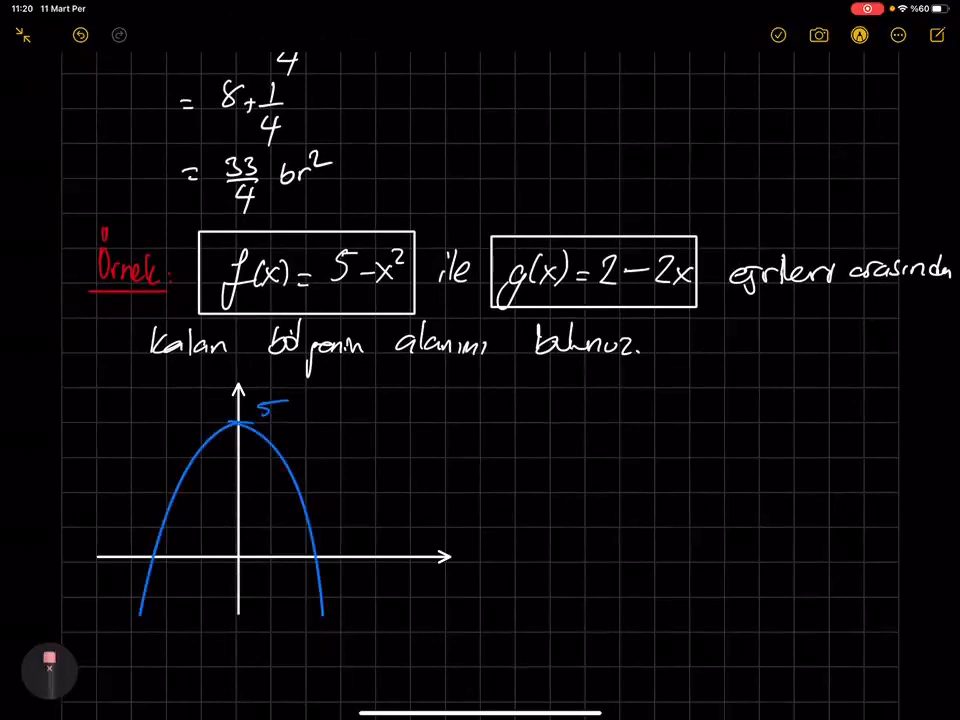 11:20 11 Mart Per %60
4
= 8+1/4
= 33/4 br²
Örnek: f(x) = 5-x² ile g(x) = 2-2x eğrileri arasında
kalan bölgenin alanını bulunuz.
5